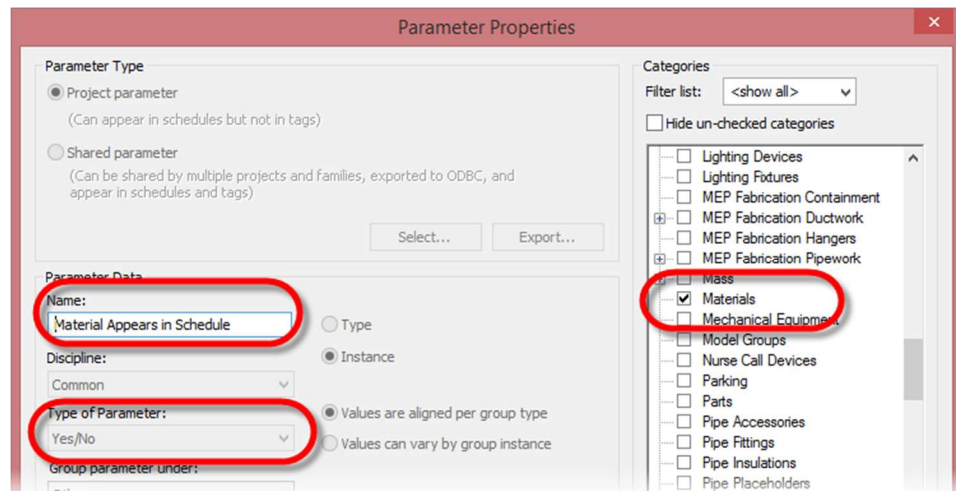 Parameter Properties
Parameter Type
Project parameter
(Can appear in schedules but not in tags)
Shared parameter
(Can be shared by multiple projects and families, exported to ODBC, and
appear in schedules and tags)
Select...
Export...
Parameter Data
Name:
Material Appears in Schedule
Type
Discipline:
Instance
Common
Type of Parameter:
Values are aligned per group type
Yes/No
Values can vary by group instance
Group parameter under:
Categories
Filter list:
<show all>
Hide un-checked categories
Lighting Devices
Lighting Fixtures
MEP Fabrication Containment
MEP Fabrication Ductwork
MEP Fabrication Hangers
MEP Fabrication Pipework
Mass
Materials
Mechanical Equipment
Model Groups
Nurse Call Devices
Parking
Parts
Pipe Accessories
Pipe Fittings
Pipe Insulations
Pipe Placeholders